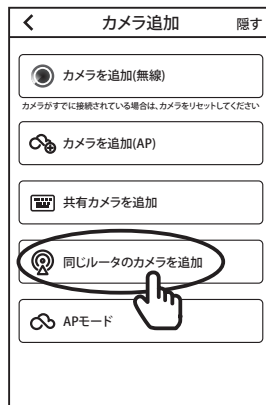 カメラ追加 隠す
カメラを追加(無線)
カメラがすでに接続されている場合は、カメラをリセットしてください
カメラを追加(AP)
共有カメラを追加
同じルータのカメラを追加
APモード